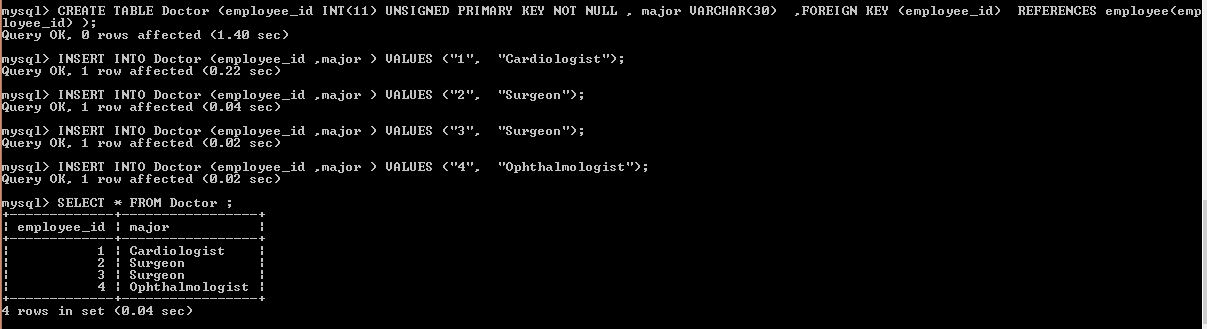 mysql> CREATE TABLE Doctor (employee_id INT(11) UNSIGNED PRIMARY KEY NOT NULL , major VARCHAR(30)  ,FOREIGN KEY (employee_id)  REFERENCES employee(emp
loyee_id) );
Query OK, 0 rows affected (1.40 sec)
mysql> INSERT INTO Doctor (employee_id ,major ) VALUES ("1",  "Cardiologist");
Query OK, 1 row affected (0.22 sec)
mysql> INSERT INTO Doctor (employee_id ,major ) VALUES ("2",  "Surgeon");
Query OK, 1 row affected (0.04 sec)
mysql> INSERT INTO Doctor (employee_id ,major ) VALUES ("3",  "Surgeon");
Query OK, 1 row affected (0.02 sec)
mysql> INSERT INTO Doctor (employee_id ,major ) VALUES ("4",  "Ophthalmologist");
Query OK, 1 row affected (0.02 sec)
mysql> SELECT * FROM Doctor ;
+-------------+-----------------+
| employee_id | major           |
+-------------+-----------------+
|           1 | Cardiologist    |
|           2 | Surgeon         |
|           3 | Surgeon         |
|           4 | Ophthalmologist |
+-------------+-----------------+
4 rows in set (0.04 sec)